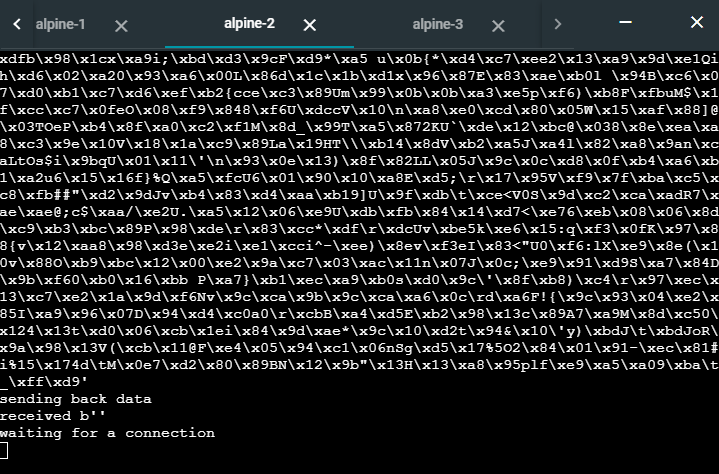 alpine-1
alpine-2
alpine-3
xdfb\x98\x1cx\xa9i;\xbd\xd3\x9cF\xd9*\xa5 u\x0b{*\xd4\xc7\xee2\x13\xa9\x9d\xe1Qi
h\xd6\x02\xa20\x93\xa6\x00L\x86d\x1c\x1b\xd1x\x96\x87E\x83\xae\xb0l \x94B\xc6\x0
7\xd0\xb1\xc7\xd6\xef\xb2{cce\xc3\x89Um\x99\x0b\x0b\xa3\xe5p\xf6)\xb8F\xfbuM$\x1
f\xcc\xc7\x0feO\x08\xf9\x848\xf6U\xdccV\x10\n\xa8\xe0\xcd\x80\x05W\x15\xaf\x88]@
\x03TOeP\xb4\x8f\xa0\xc2\xf1M\x8d_\x99T\xa5\x872KU`\xde\x12\xbc@\x038\x8e\xea\xa
8\xc3\x9e\x10V\x18\x1a\xc9\x89La\x19HT\\\xb14\x8dV\xb2\xa5J\xa4l\x82\xa8\x9an\xc
aLtOs$i\x9bqU\x01\x11\'\n\x93\x0e\x13)\x8f\x82LL\x05J\x9c\x0c\xd8\x0f\xb4\xa6\xb
1\xa2u6\x15\x16f}%Q\xa5\xfcU6\x01\x90\x10\xa8E\xd5;\r\x17\x95V\xf9\x7f\xba\xc5\x
c8\xfb##"\xd2\x9dJv\xb4\x83\xd4\xaa\xb19]U\x9f\xdb\t\xce<V0S\x9d\xc2\xca\xadR7\x
ae\xae@;c$\xaa/\xe2U.\xa5\x12\x06\xe9U\xdb\xfb\x84\x14\xd7<\xe76\xeb\x08\x06\x8d
\xc9\xb3\xbc\x89P\x98\xde\r\x83\xcc*\xdf\r\xdcUv\xbe5k\xe6\x15:q\xf3\x0fK\x97\x8
8{v\x12\xaa8\x98\xd3e\xe2i\xe1\xcci^~\xee)\x8ev\xf3eI\x83<"U0\xf6:lX\xe9\x8e(\x1
0v\x88O\xb9\xbc\x12\x00\xe2\x9a\xc7\x03\xac\x11n\x07J\x0c;\xe9\x91\xd9S\xa7\x84D
\x9b\xf60\xb0\x16\xbb P\xa7}\xb1\xec\xa9\xb0s\xd0\x9c\'\x8f\xb8)\xc4\r\x97\xec\x
13\xc7\xe2\x1a\x9d\xf6Nv\x9c\xca\x9b\x9c\xca\xa6\x0c\rd\xa6F!{\x9c\x93\x04\xe2\x
85I\xa9\x96\x07D\x94\xd4\xc0a0\r\xcbB\xa4\xd5E\xb2\x98\x13c\x89A7\xa9M\x8d\xc50\
x124\x13t\xd0\x06\xcb\x1ei\x84\x9d\xae*\x9c\x10\xd2t\x94&\x10\'y)\xbdJ\t\xbdJoR\
x9a\x98\x13V(\xcb\x11@F\xe4\x05\x94\xc1\x06nSg\xd5\x17%5O2\x84\x01\x91-\xec\x81#
i%15\x174d\tM\x0e7\xd2\x80\x89BN\x12\x9b"\x13H\x13\xa8\x95plf\xe9\xa5\xa09\xba\t
_\xff\xd9'
sending back data
received b''
waiting for a connection